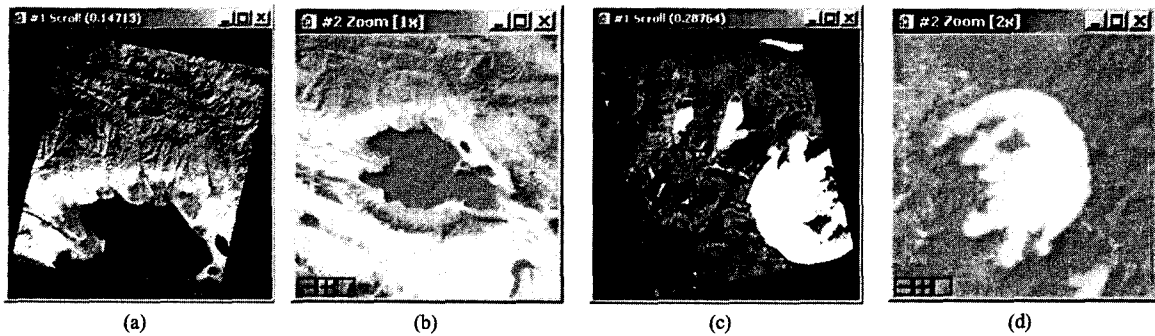 #1 Scroll (0.14713)
#2 Zoom [1x]
#1 Scroll (0.28764)
#2 Zoom [2x]
(a)
(b)
(c)
(d)